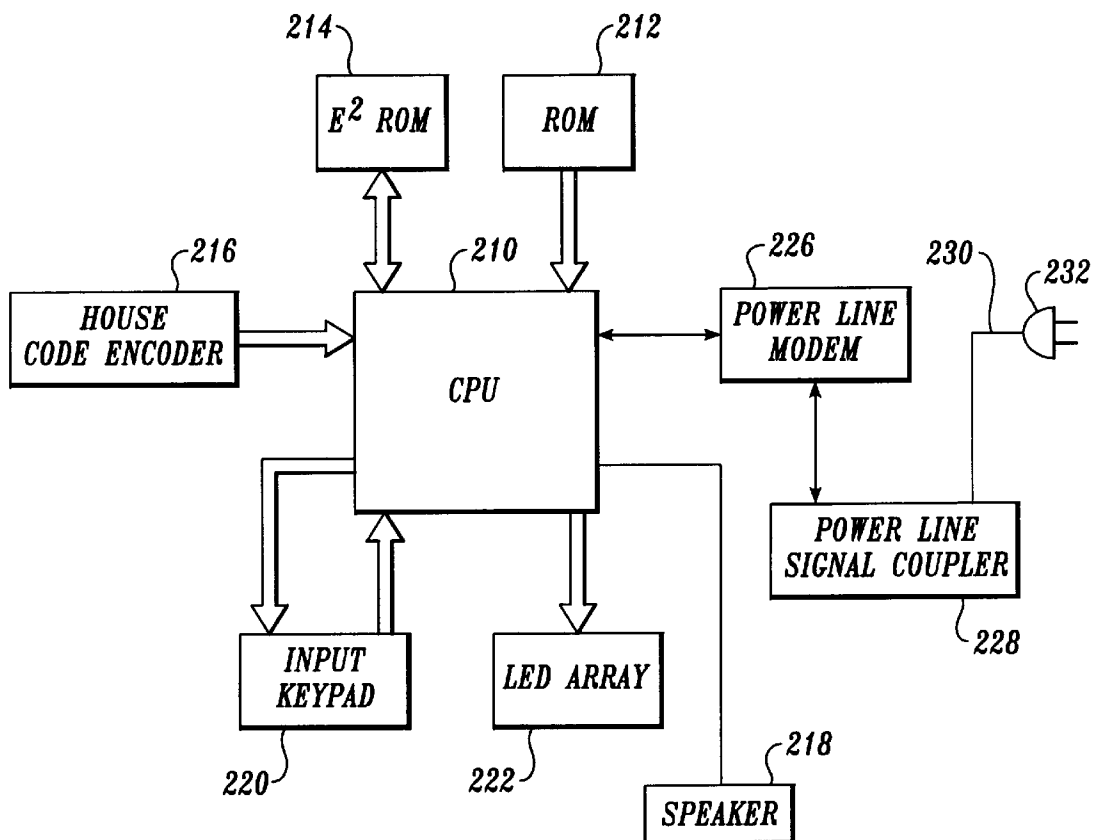 214
212
E² ROM
ROM
216
210
226
230
232
HOUSE
CODE ENCODER
POWER LINE
MODEM
CPU
POWER LINE
SIGNAL COUPLER
228
INPUT
KEYPAD
LED ARRAY
220
222
218
SPEAKER